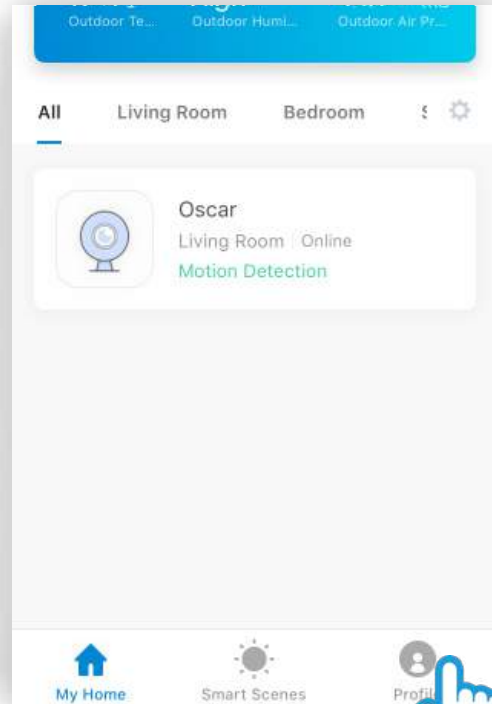 Outdoor Te... Outdoor Humi... Outdoor Air Pr...
All Living Room Bedroom
Oscar
Living Room Online
Motion Detection
My Home Smart Scenes Profile